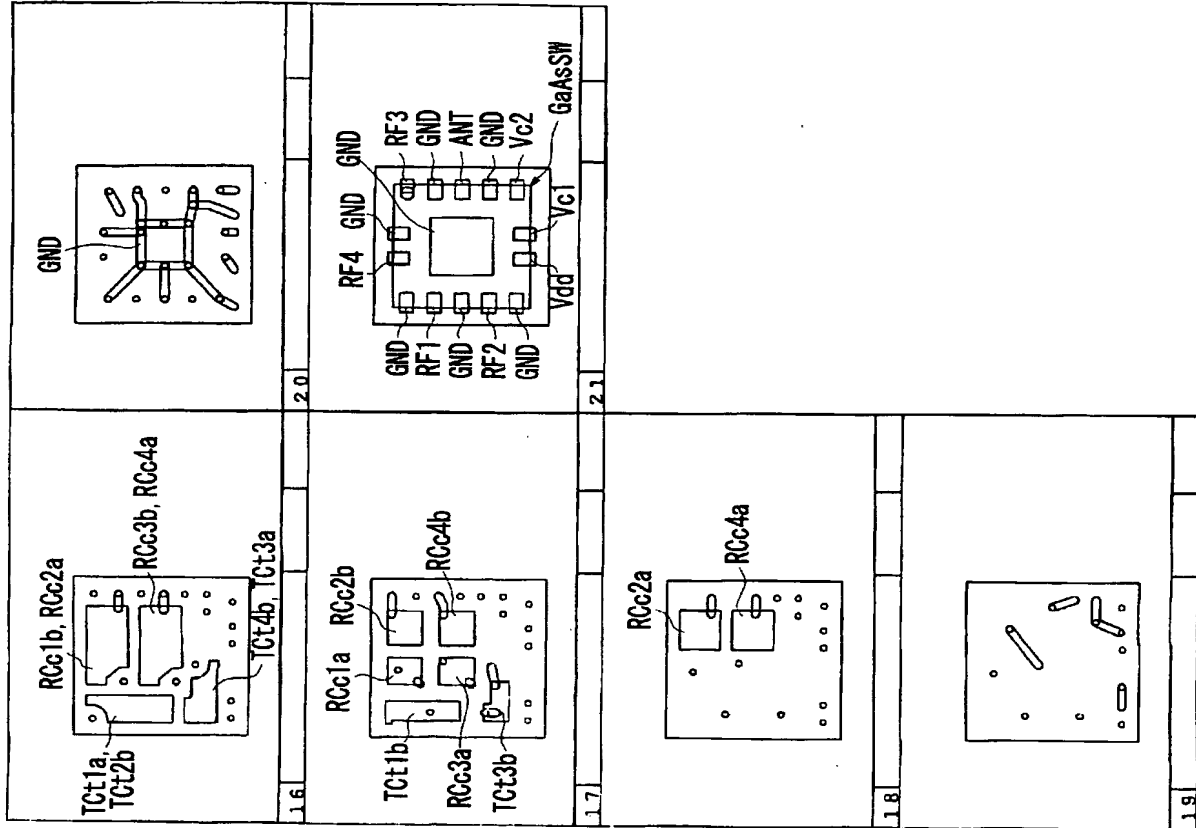 GND
20
RF4
GND
GND
RF3
GND
ANT
GND
Vc2
GaAsSW
GND
RF1
GND
RF2
GND
Vdd
Vc1
21
RCc1b, RCc2a
RCc3b, RCc4a
TCt1a,
TCt2b
TCt4b, TCt3a
16
RCc2b
RCc4b
RCc1a
TCt1b
RCc3a
TCt3b
17
RCc2a
RCc4a
18
19